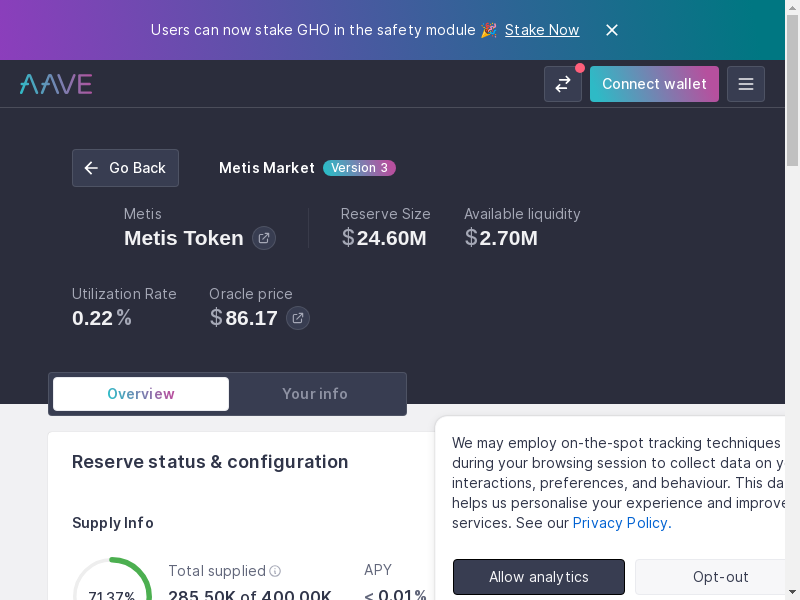 Users can now stake GHO in the safety module 🎉 Stake Now
AAVE
Connect wallet
Go Back
Metis Market Version 3
Metis
Metis Token
Reserve Size
$24.60M
Available liquidity
$2.70M
Utilization Rate
0.22%
Oracle price
$86.17
Overview
Your info
Reserve status & configuration
Supply Info
71.37%
Total supplied
285.50K of 400.00K
APY
< 0.01%
We may employ on-the-spot tracking techniques
during your browsing session to collect data on y
interactions, preferences, and behaviour. This da
helps us personalise your experience and improve
services. See our Privacy Policy.
Allow analytics
Opt-out